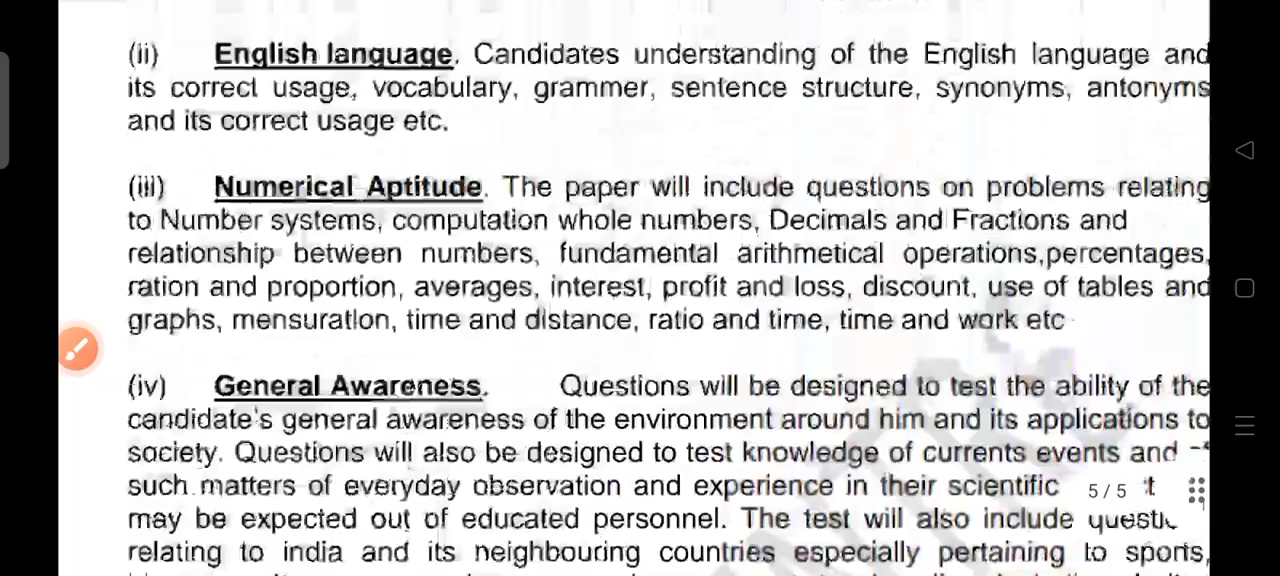 (ii) English language. Candidates understanding of the English language and
its correct usage, vocabulary, grammer, sentence structure, synonyms, antonyms
and its correct usage etc.
(iii) Numerical Aptitude. The paper will include questions on problems relating
to Number systems, computation whole numbers, Decimals and Fractions and
relationship between numbers, fundamental arithmetical operations,percentages,
ration and proportion, averages, interest, profit and loss, discount, use of tables and
graphs, mensuration, time and distance, ratio and time, time and work etc
(iv) General Awareness. Questions will be designed to test the ability of the
candidate's general awareness of the environment around him and its applications to
society. Questions will also be designed to test knowledge of currents events and
such matters of everyday observation and experience in their scientific
5/5
may be expected out of educated personnel. The test will also include
relating to india and its neighbouring countries especially pertaining to sports,